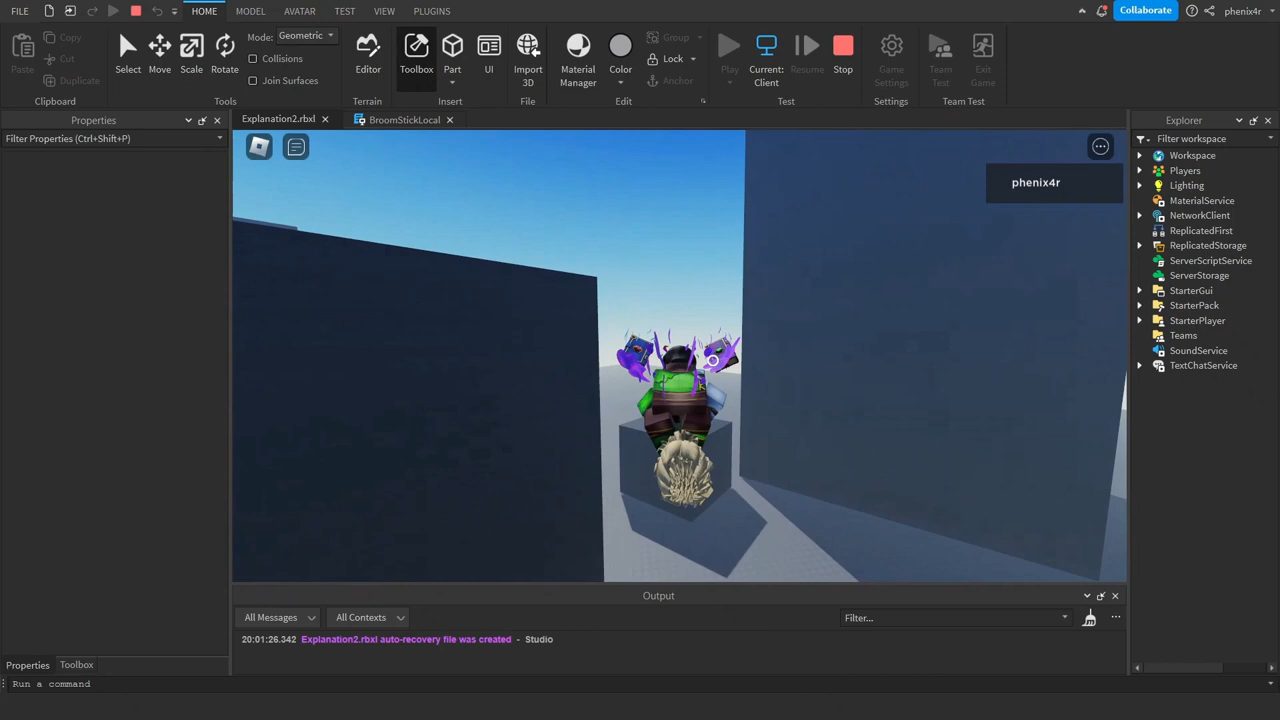 FILE HOME MODEL AVATAR TEST VIEW PLUGINS Collaborate phenix4r
Paste Copy Cut Duplicate Select Move Scale Rotate Mode: Geometric Collisions Join Surfaces Editor Toolbox Part UI Import 3D Material Manager Color Group Lock Anchor Play Current: Client Resume Stop Game Settings Team Test Exit Game
Clipboard Tools Terrain Insert File Edit Test Settings Team Test
Properties
Filter Properties (Ctrl+Shift+P)
Explanation2.rbxl BroomStickLocal
phenix4r
Explorer
Filter workspace
Workspace
Players
Lighting
MaterialService
NetworkClient
ReplicatedFirst
ReplicatedStorage
ServerScriptService
ServerStorage
StarterGui
StarterPack
StarterPlayer
Teams
SoundService
TextChatService
Output
All Messages All Contexts Filter...
20:01:26.342 Explanation2.rbxl auto-recovery file was created - Studio
Properties Toolbox
Run a command